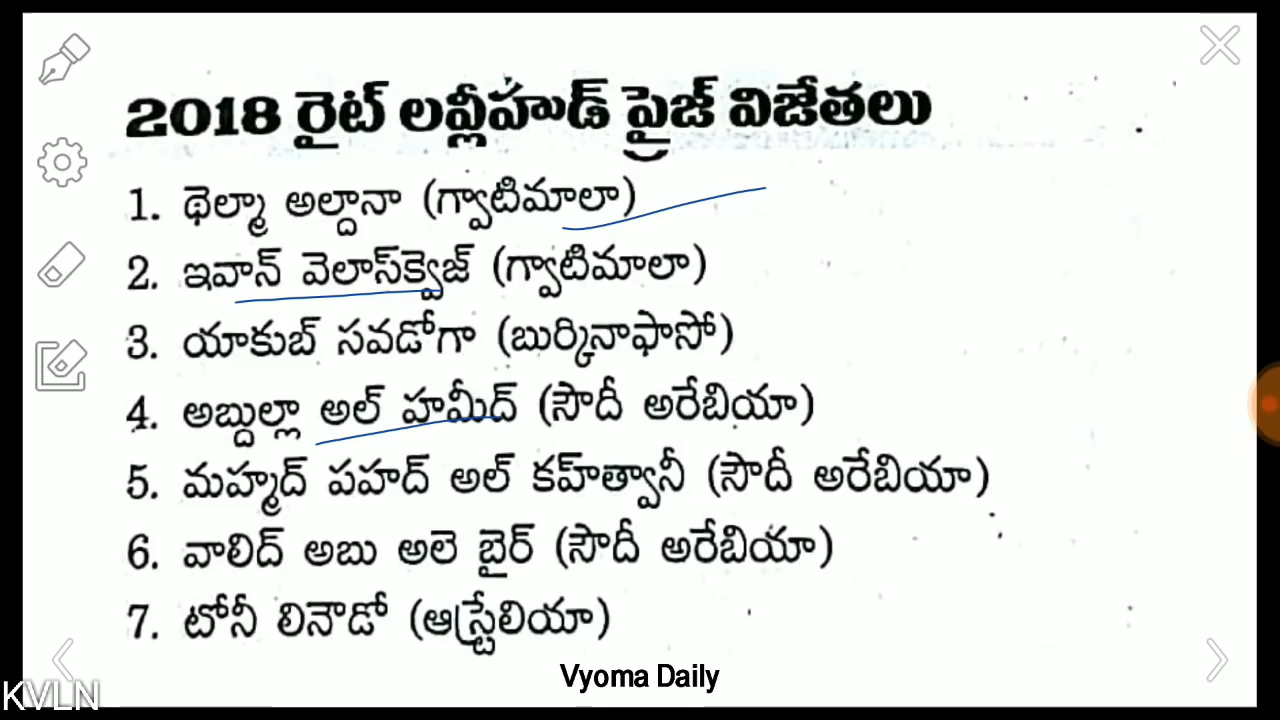 2018 రైట్ లవ్లీహుడ్ ప్రైజ్ విజేతలు
1. థెల్మా అల్దానా (గ్వాటిమాలా)
2. ఇవాన్ వెలాస్‌క్వెజ్ (గ్వాటిమాలా)
3. యాకుబ్ సవడోగా (బుర్కినాఫాసో)
4. అబ్దుల్లా అల్ హమీద్ (సౌదీ అరేబియా)
5. మహ్మద్ పహద్ అల్ కహ్‌త్వానీ (సౌదీ అరేబియా)
6. వాలిద్ అబు అలె బైర్ (సౌదీ అరేబియా)
7. టోనీ లినౌడో (ఆస్ట్రేలియా)
Vyoma Daily
KVLN